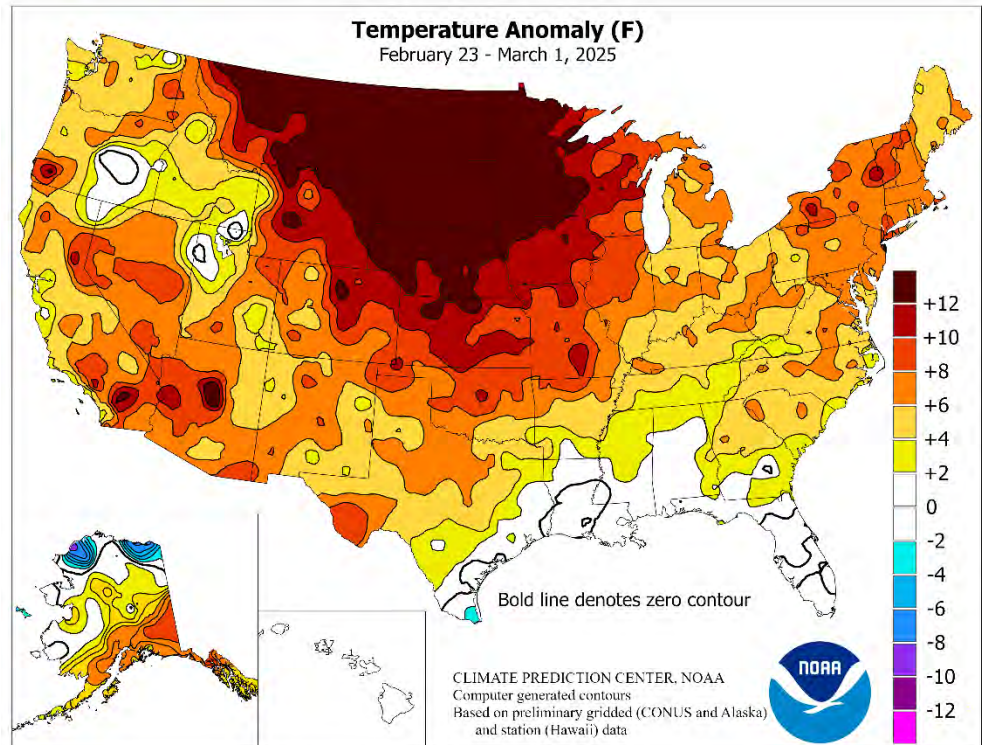 Temperature Anomaly (F)
February 23 - March 1, 2025
+12
+10
+8
+6
+4
+2
0
-2
-4
-6
-8
-10
-12
Bold line denotes zero contour
CLIMATE PREDICTION CENTER, NOAA
Computer generated contours
Based on preliminary gridded (CONUS and Alaska)
and station (Hawaii) data
NOAA